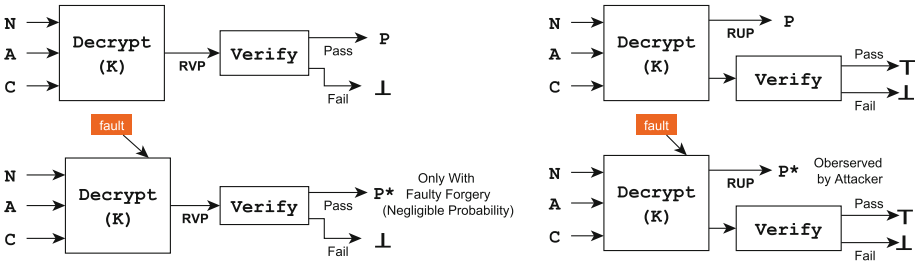 N
A
C
Decrypt
(K)
RVP
Verify
Pass
P
Fail
⊥
N
A
C
Decrypt
(K)
RUP
P
Verify
Pass
⊤
Fail
⊥
fault
N
A
C
Decrypt
(K)
RVP
Verify
Pass
P*
Fail
⊥
Only With
Faulty Forgery
(Negligible Probability)
fault
N
A
C
Decrypt
(K)
RUP
P*
Oberserved
by Attacker
Verify
Pass
⊤
Fail
⊥